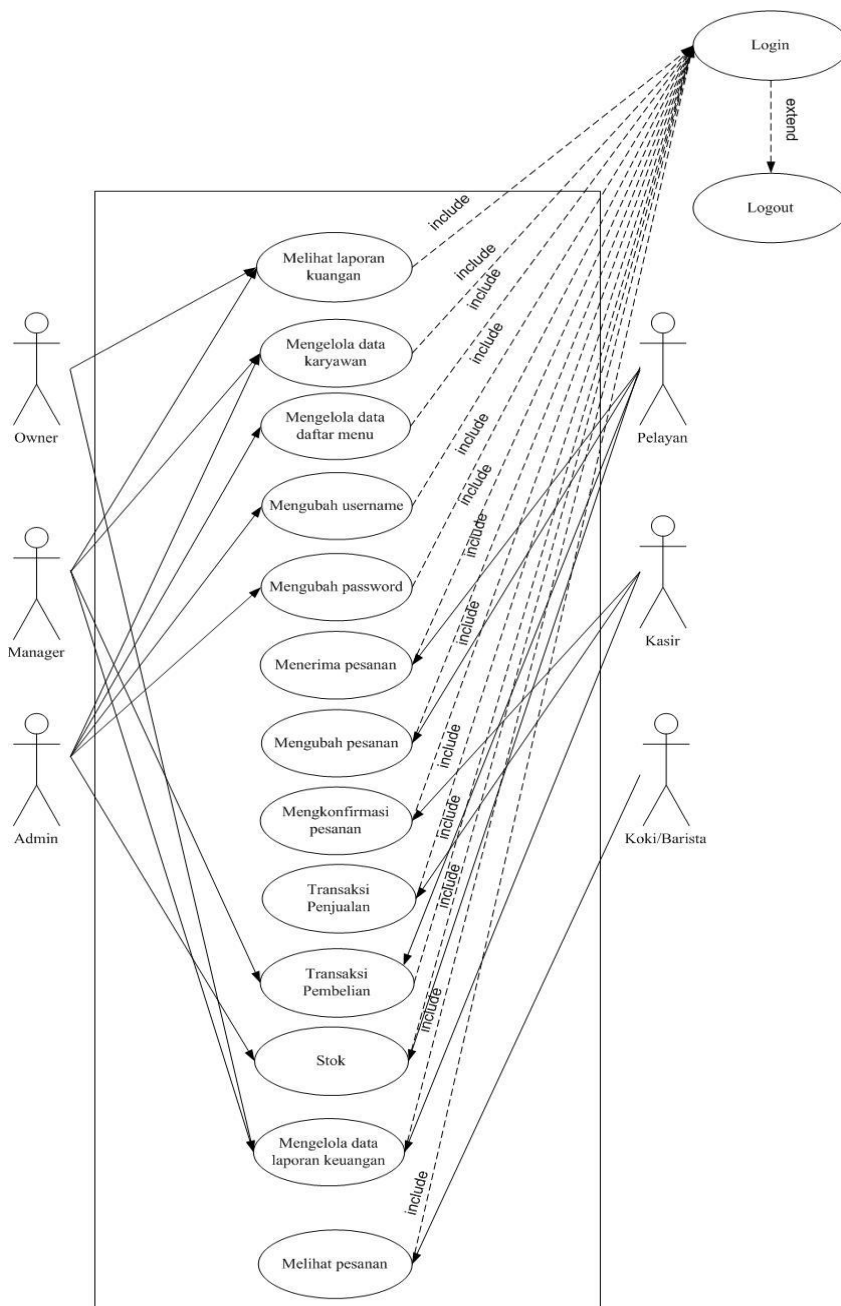 Login
extend
Logout
include
Melihat laporan
kuangan
include
include
Mengelola data
karyawan
include
Mengelola data
daftar menu
include
Mengubah username
include
Mengubah password
include
Menerima pesanan
include
Mengubah pesanan
include
Mengkonfirmasi
pesanan
include
Transaksi
Penjualan
include
Transaksi
Pembelian
include
Stok
Mengelola data
laporan keuangan
include
Melihat pesanan
Owner
Manager
Admin
Pelayan
Kasir
Koki/Barista